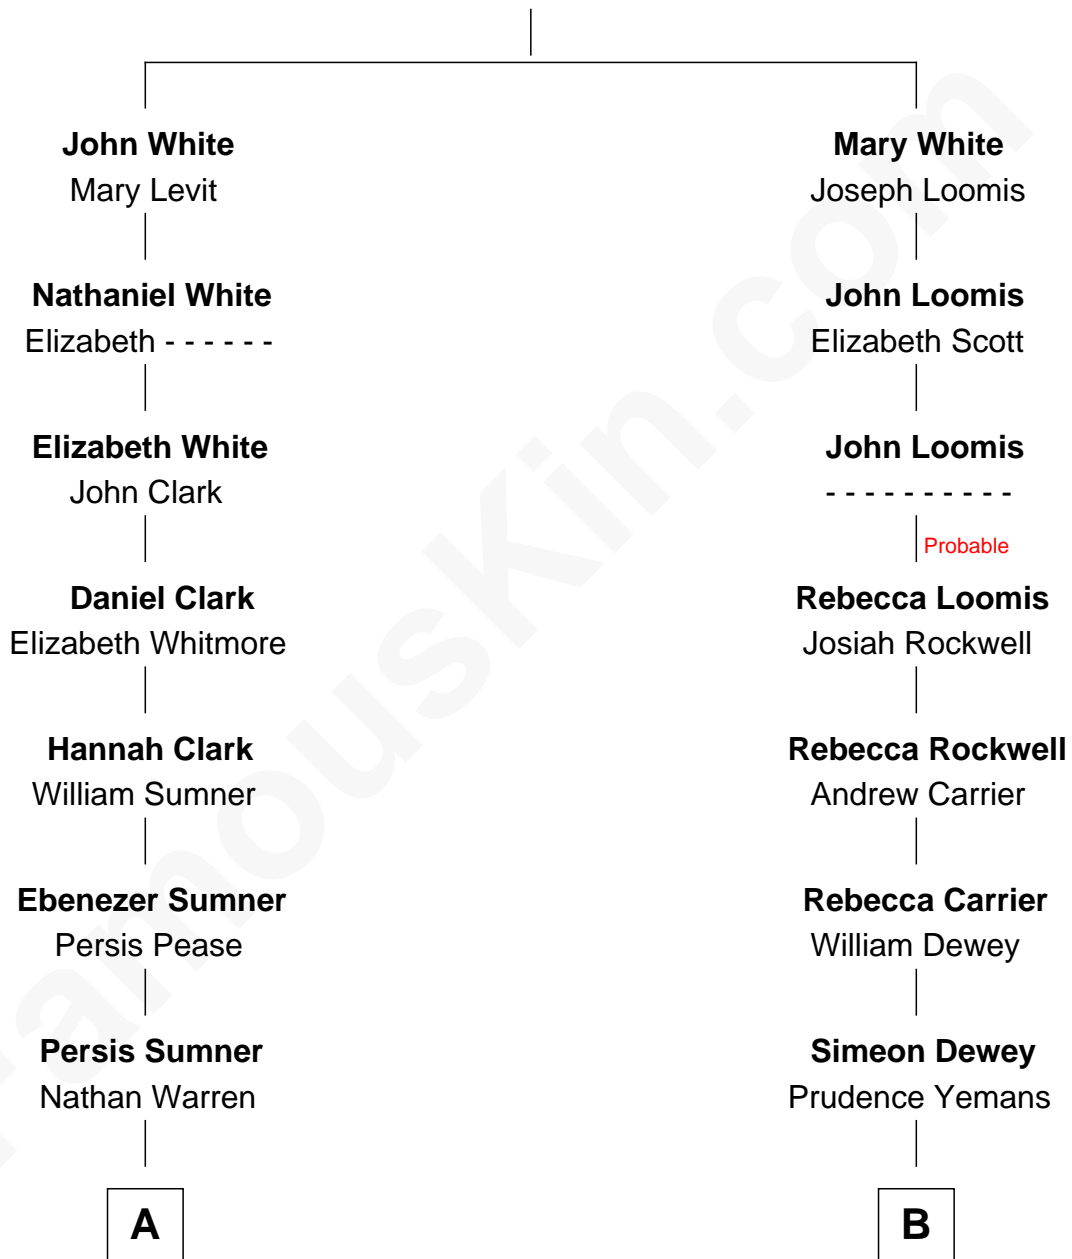 John White
Mary Levit
Nathaniel White
Elizabeth - - - - - -
Elizabeth White
John Clark
Daniel Clark
Elizabeth Whitmore
Hannah Clark
William Sumner
Ebenezer Sumner
Persis Pease
Persis Sumner
Nathan Warren
A
Mary White
Joseph Loomis
John Loomis
Elizabeth Scott
John Loomis
- - - - - - - - - -
Probable
Rebecca Loomis
Josiah Rockwell
Rebecca Rockwell
Andrew Carrier
Rebecca Carrier
William Dewey
Simeon Dewey
Prudence Yemans
B
FamousKin.com